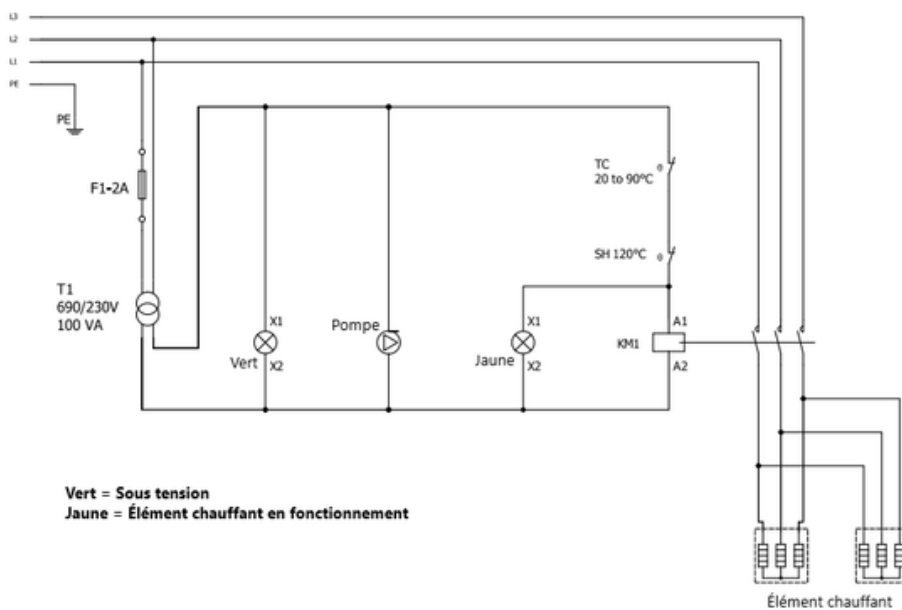 L3
L2
L1
PE
PE
F1-2A
TC
20 to 90°C
SH 120°C
T1
690/230V
100 VA
X1
Vert
X2
Pompe
X1
Jaune
X2
A1
KM1
A2
Vert = Sous tension
Jaune = Élément chauffant en fonctionnement
Élément chauffant